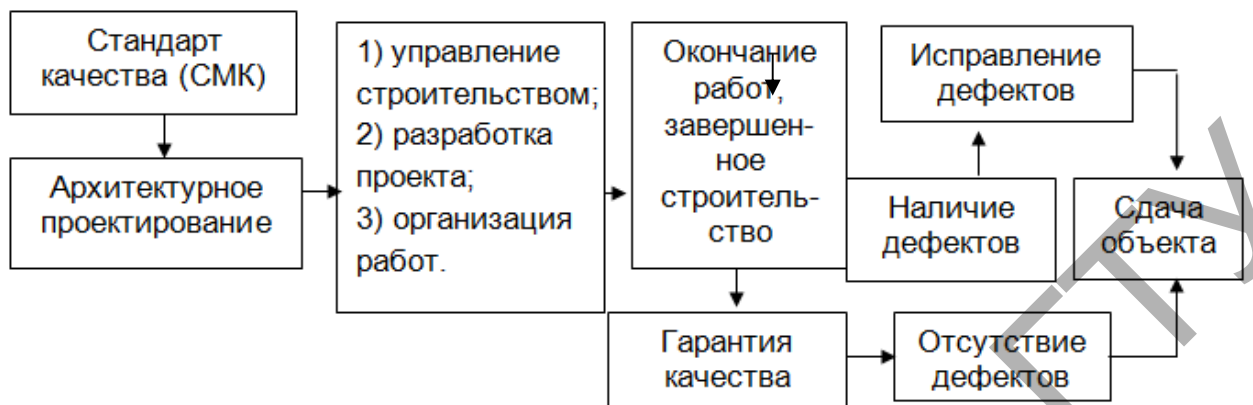 Стандарт
качества (СМК)
Архитектурное
проектирование
1) управление
строительством;
2) разработка
проекта;
3) организация
работ.
Окончание
работ,
завершен-
ное
строитель-
ство
Гарантия
качества
Наличие
дефектов
Исправление
дефектов
Отсутствие
дефектов
Сдача
объекта
ГТУ